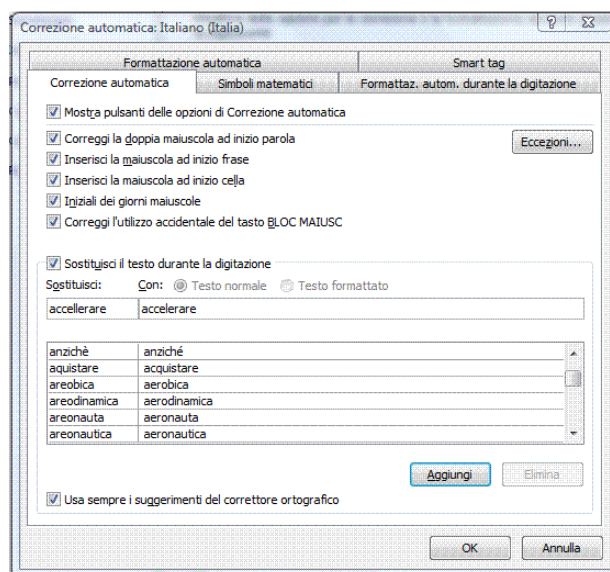 Correzione automatica: Italiano (Italia)
Formattazione automatica Smart tag
Correzione automatica Simboli matematici Formattaz. autom. durante la digitazione
Mostra pulsanti delle opzioni di Correzione automatica
Correggi la doppia maiuscola ad inizio parola Eccezioni...
Inserisci la maiuscola ad inizio frase
Inserisci la maiuscola ad inizio cella
Iniziali dei giorni maiuscole
Correggi l'utilizzo accidentale del tasto BLOC MAIUSC
Sostituisci il testo durante la digitazione
Sostituisci: Con: Testo normale Testo formattato
accellerare accelerare
anzichè anziché
aquistare acquistare
areobica aerobica
areodinamica aerodinamica
areonauta aeronauta
areonautica aeronautica
Aggiungi Elimina
Usa sempre i suggerimenti del correttore ortografico
OK Annulla